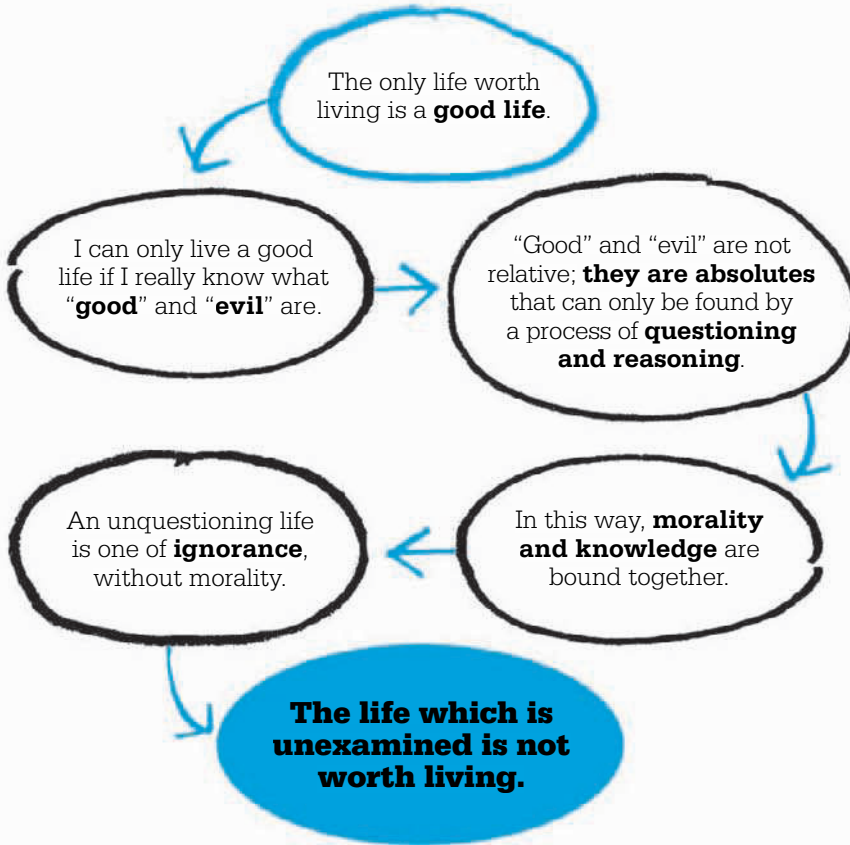 The only life worth
living is a good life.
I can only live a good
life if I really know what
“good” and “evil” are.
“Good” and “evil” are not
relative; they are absolutes
that can only be found by
a process of questioning
and reasoning.
In this way, morality
and knowledge are
bound together.
An unquestioning life
is one of ignorance,
without morality.
The life which is
unexamined is not
worth living.